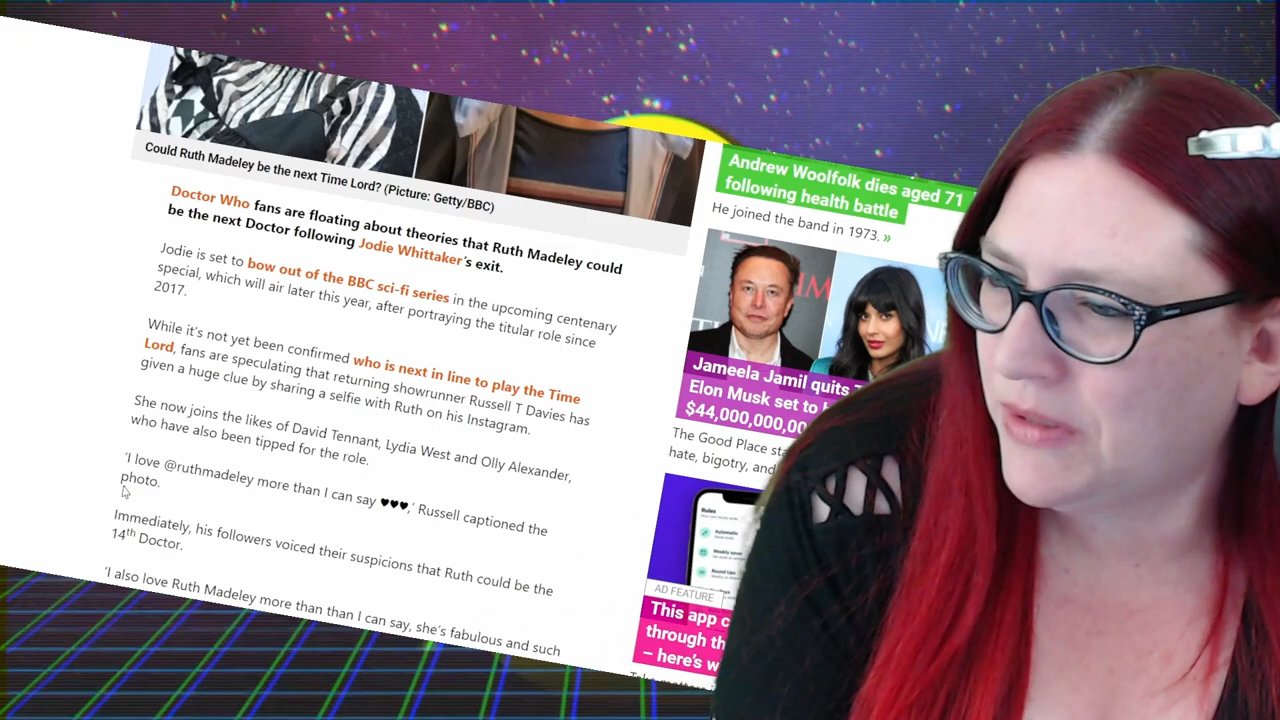 Could Ruth Madeley be the next Time Lord? (Picture: Getty/BBC)
Doctor Who fans are floating about theories that Ruth Madeley could
be the next Doctor following Jodie Whittaker's exit.
Jodie is set to bow out of the BBC sci-fi series in the upcoming centenary
special, which will air later this year, after portraying the titular role since
2017.
While it's not yet been confirmed who is next in line to play the Time
Lord, fans are speculating that returning showrunner Russell T Davies has
given a huge clue by sharing a selfie with Ruth on his Instagram.
She now joins the likes of David Tennant, Lydia West and Olly Alexander,
who have also been tipped for the role.
'I love @ruthmadeley more than I can say ♥♥♥,' Russell captioned the
photo.
Immediately, his followers voiced their suspicions that Ruth could be the
14th Doctor.
'I also love Ruth Madeley more than than I can say, she's fabulous and such
Andrew Woolfolk dies aged 71
following health battle
He joined the band in 1973. »
Jameela Jamil quits
Elon Musk set to
$44,000,000,00
The Good Place
hate, bigotry, and
Rules
Automatic
Round Ups
AD FEATURE
This app
through
– here's